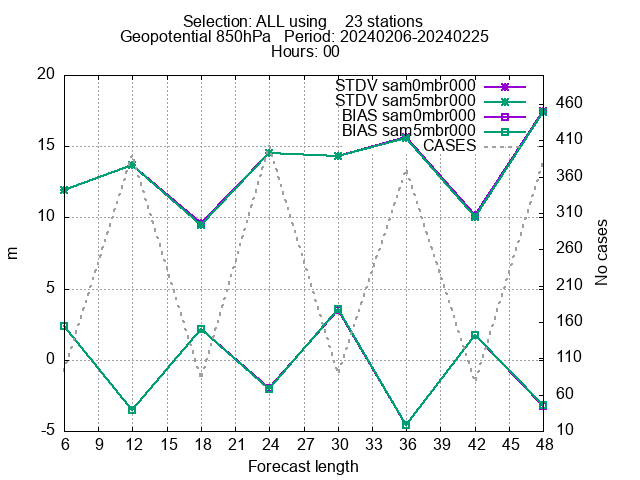 Selection: ALL using    23 stations
Geopotential 850hPa   Period: 20240206-20240225
Hours: 00
STDV sam0mbr000
STDV sam5mbr000
BIAS sam0mbr000
BIAS sam5mbr000
CASES
20
15
10
5
0
-5
m
460
410
360
310
260
210
160
110
60
10
No cases
6 9 12 15 18 21 24 27 30 33 36 39 42 45 48
Forecast length